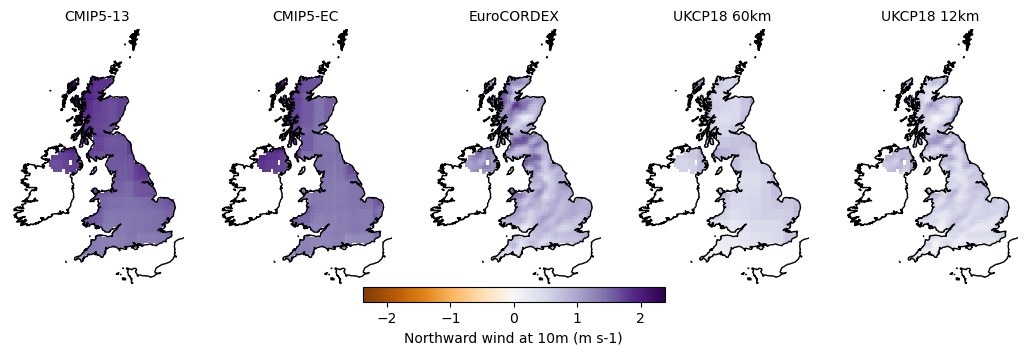 CMIP5-13 CMIP5-EC EuroCORDEX UKCP18 60km UKCP18 12km
−2 −1 0 1 2
Northward wind at 10m (m s-1)